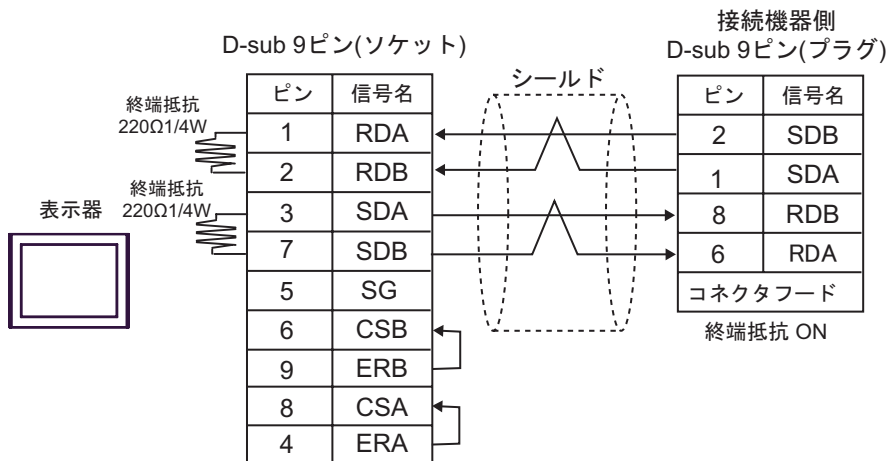 接続機器側
D-sub 9ピン(ソケット)
D-sub 9ピン(プラグ)
シールド
終端抵抗
220Ω1/4W
終端抵抗
220Ω1/4W
表示器
ピン 信号名
1 RDA
2 RDB
3 SDA
7 SDB
5 SG
6 CSB
9 ERB
8 CSA
4 ERA
ピン 信号名
2 SDB
1 SDA
8 RDB
6 RDA
コネクタフード
終端抵抗 ON